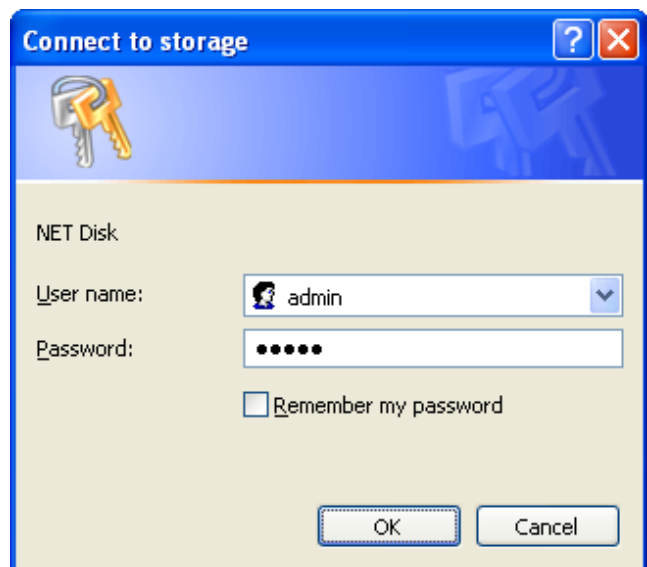 Connect to storage
NET Disk
User name: admin
Password: •••••
Remember my password
OK Cancel